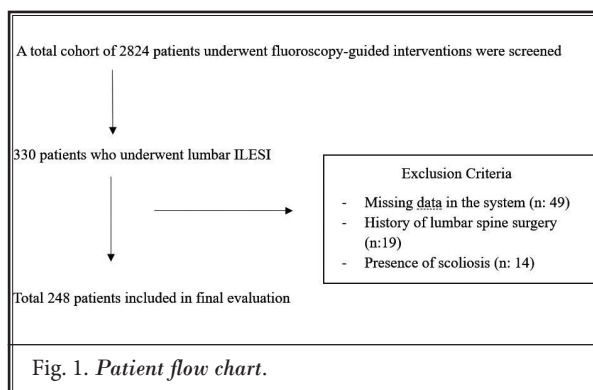 A total cohort of 2824 patients underwent fluoroscopy-guided interventions were screened
330 patients who underwent lumbar ILESI
Exclusion Criteria
- Missing data in the system (n: 49)
- History of lumbar spine surgery
(n:19)
- Presence of scoliosis (n: 14)
Total 248 patients included in final evaluation
Fig. 1. Patient flow chart.